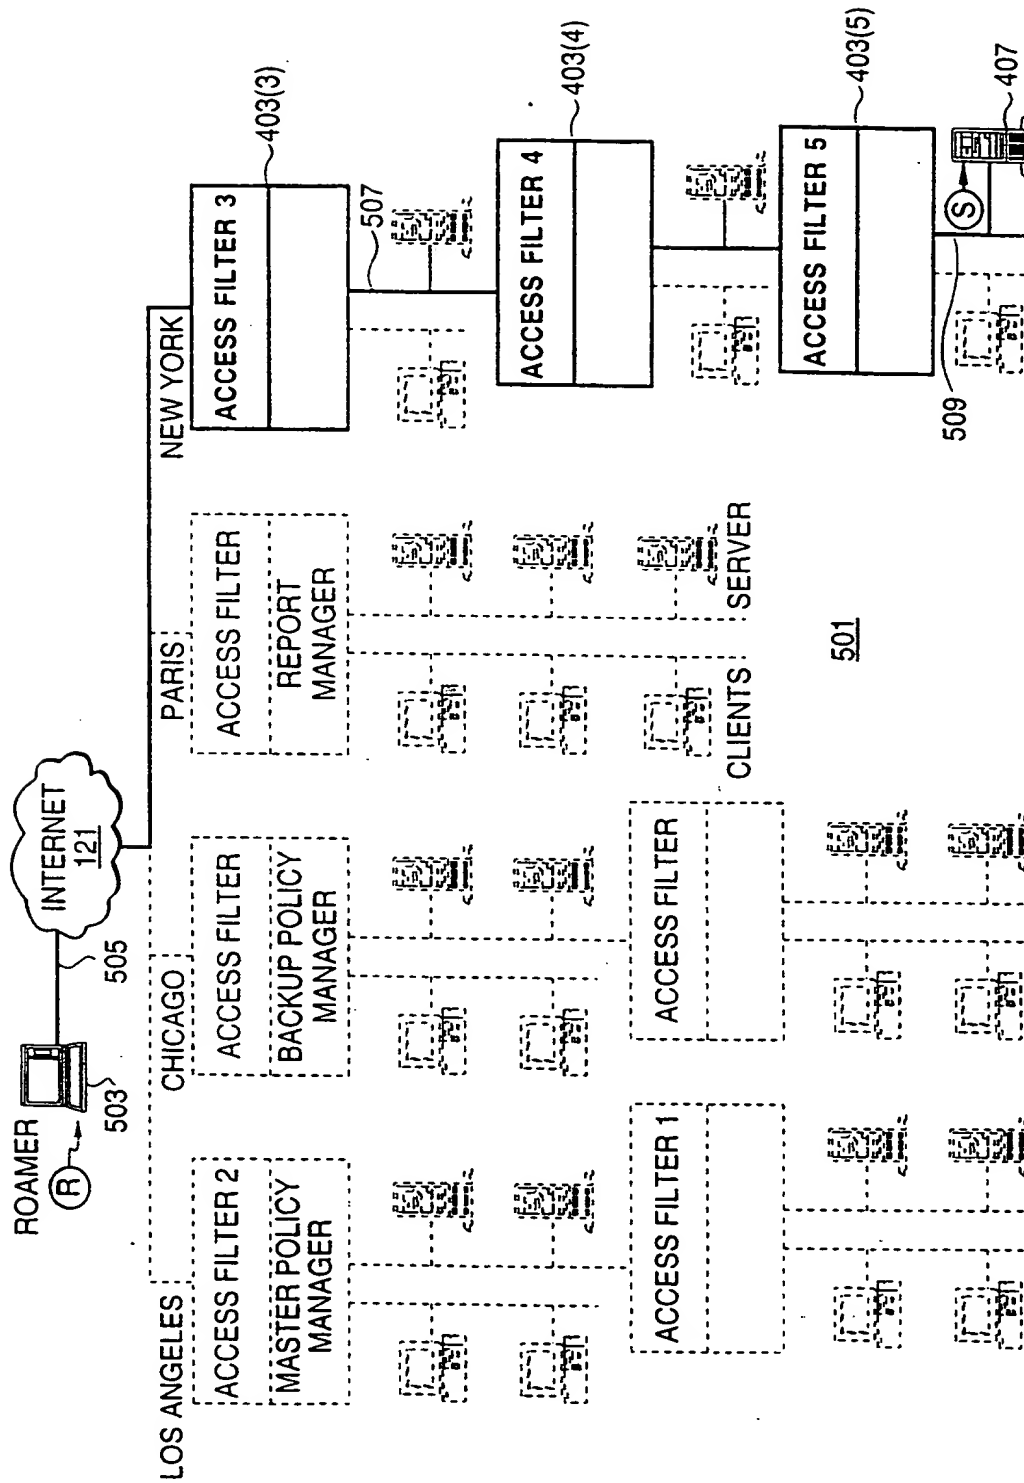 ROAMER
R
503
505
INTERNET
121
LOS ANGELES
CHICAGO
PARIS
NEW YORK
ACCESS FILTER 2
MASTER POLICY
MANAGER
ACCESS FILTER
BACKUP POLICY
MANAGER
ACCESS FILTER
REPORT
MANAGER
ACCESS FILTER 3
403(3)
507
ACCESS FILTER 4
403(4)
ACCESS FILTER 5
403(5)
ACCESS FILTER 1
ACCESS FILTER
CLIENTS
SERVER
501
509
S
407